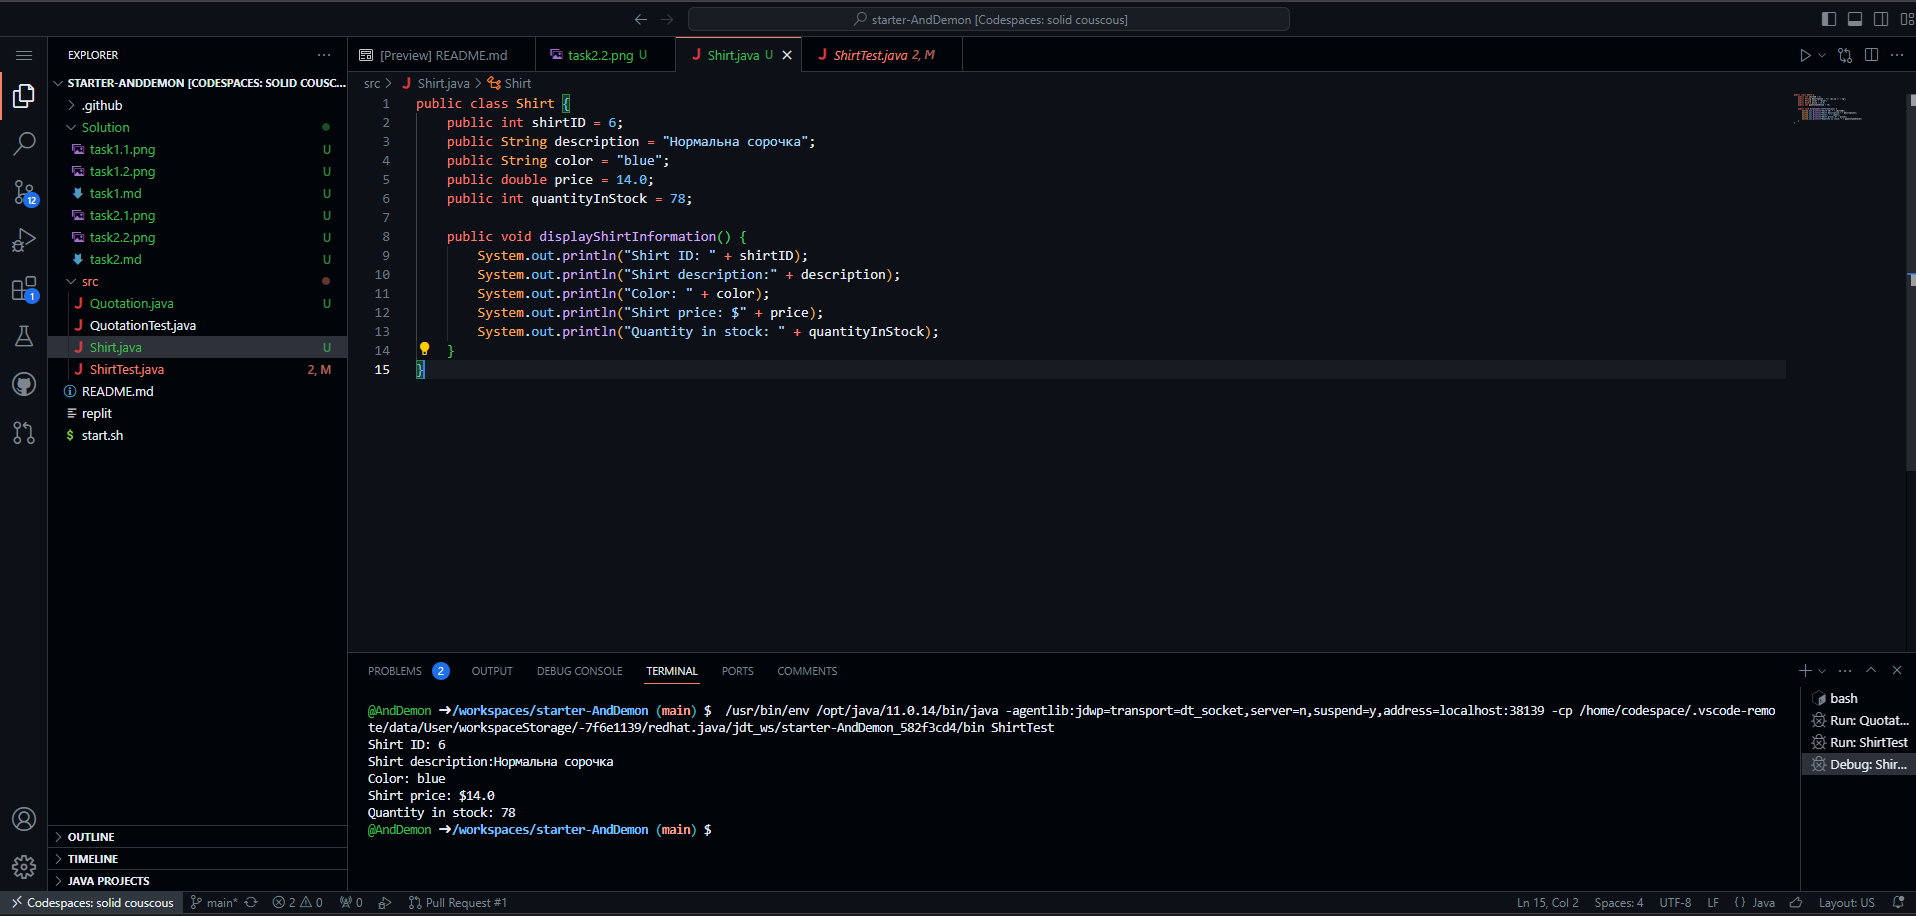 starter-AndDemon [Codespaces: solid couscous]
EXPLORER
STARTER-ANDDEMON [CODESPACES: SOLID COUSC...
.github
Solution
task1.1.png U
task1.2.png U
task1.md U
task2.1.png U
task2.2.png U
task2.md U
src
Quotation.java U
QuotationTest.java
Shirt.java U
ShirtTest.java 2, M
README.md
replit
start.sh
OUTLINE
TIMELINE
JAVA PROJECTS
12
1
[Preview] README.md
task2.2.png U
Shirt.java U
ShirtTest.java 2, M
src > Shirt.java > Shirt
1 public class Shirt {
2 public int shirtID = 6;
3 public String description = "Нормальна сорочка";
4 public String color = "blue";
5 public double price = 14.0;
6 public int quantityInStock = 78;
7
8 public void displayShirtInformation() {
9 System.out.println("Shirt ID: " + shirtID);
10 System.out.println("Shirt description:" + description);
11 System.out.println("Color: " + color);
12 System.out.println("Shirt price: $" + price);
13 System.out.println("Quantity in stock: " + quantityInStock);
14 }
15 }
PROBLEMS 2 OUTPUT DEBUG CONSOLE TERMINAL PORTS COMMENTS
@AndDemon ➜/workspaces/starter-AndDemon (main) $ /usr/bin/env /opt/java/11.0.14/bin/java -agentlib:jdwp=transport=dt_socket,server=n,suspend=y,address=localhost:38139 -cp /home/codespace/.vscode-remo
te/data/User/workspaceStorage/-7f6e1139/redhat.java/jdt_ws/starter-AndDemon_582f3cd4/bin ShirtTest
Shirt ID: 6
Shirt description:Нормальна сорочка
Color: blue
Shirt price: $14.0
Quantity in stock: 78
@AndDemon ➜/workspaces/starter-AndDemon (main) $
bash
Run: Quotat...
Run: ShirtTest
Debug: Shir...
Codespaces: solid couscous main* 2 0 0 Pull Request #1 Ln 15, Col 2 Spaces: 4 UTF-8 LF {} Java Layout: US